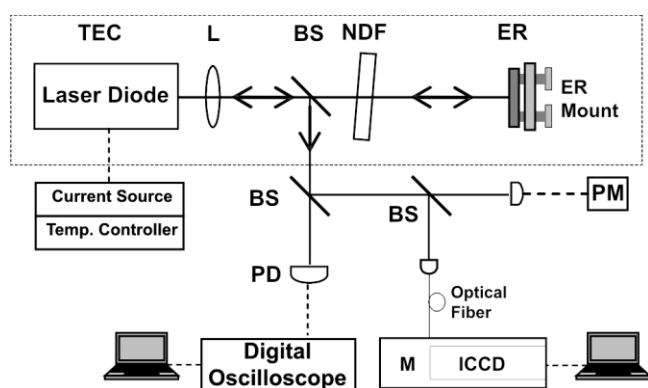 TEC
L
BS
NDF
ER
Laser Diode
ER
Mount
Current Source
Temp. Controller
BS
BS
PM
PD
Optical
Fiber
Digital
Oscilloscope
M
ICCD